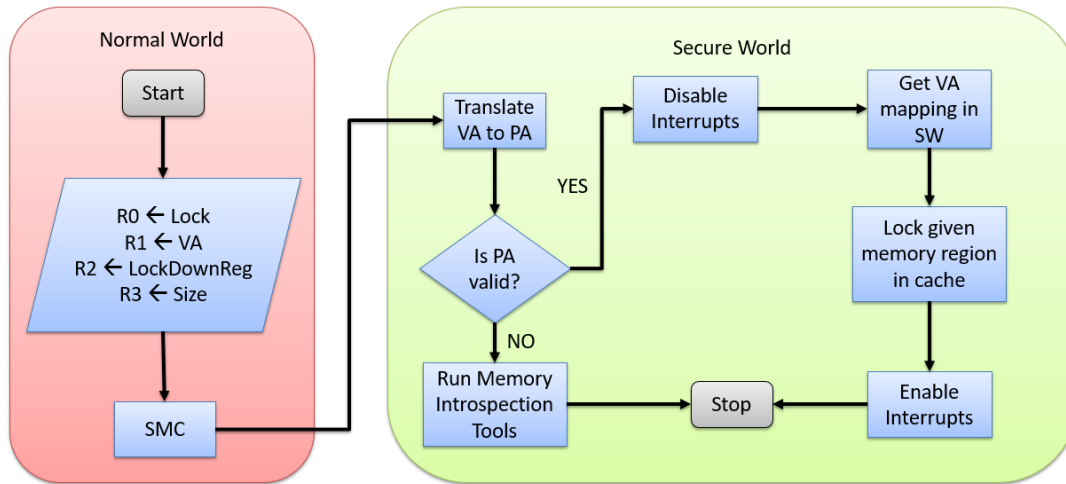 Normal World
Start
R0 ← Lock
R1 ← VA
R2 ← LockDownReg
R3 ← Size
SMC
Secure World
Translate
VA to PA
Is PA
valid?
YES
NO
Disable
Interrupts
Get VA
mapping in
SW
Lock given
memory region
in cache
Enable
Interrupts
Run Memory
Introspection
Tools
Stop